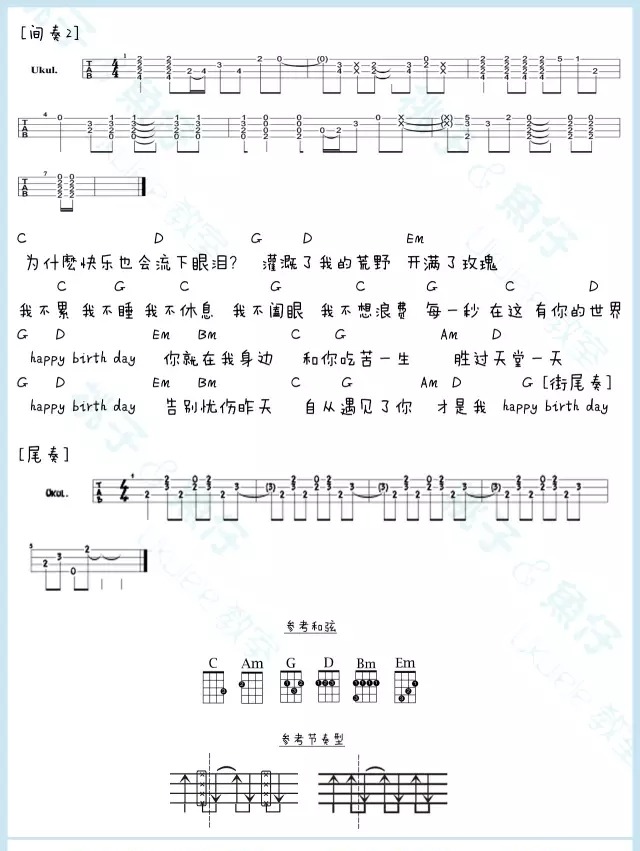 [间奏2]
Ukul.
C D G D Em
为什麽快乐也会流下眼泪? 灌溉了我的荒野 开满了玫瑰
C G C G C G C D
我不累 我不睡 我不休息 我不阖眼 我不想浪费 每一秒 在这 有你的世界
G D Em Bm C G Am D
happy birth day 你就在我身边 和你吃苦一生 胜过天堂一天
G D Em Bm C G Am D G [街尾奏]
happy birth day 告别忧伤昨天 自从遇见了你 才是我 happy birth day
[尾奏]
Ukul.
参考和弦
C Am G D Bm Em
参考节奏型